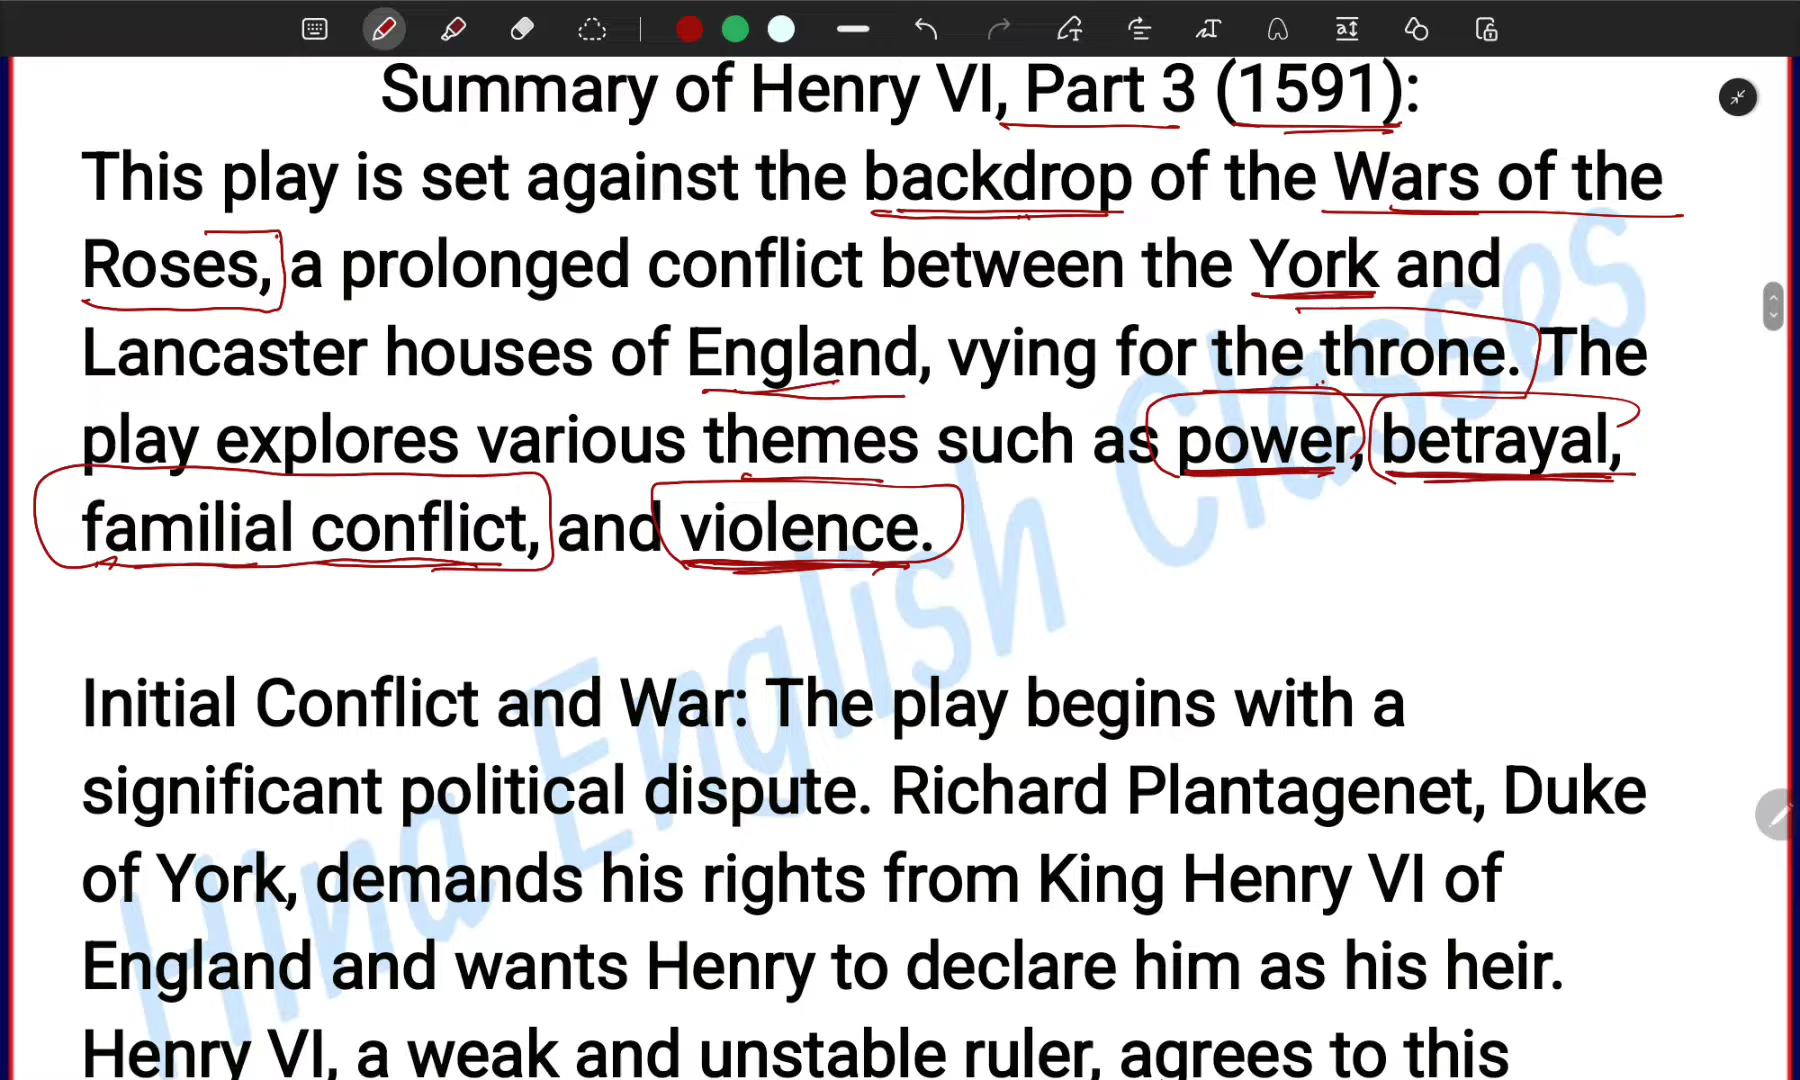 Summary of Henry VI, Part 3 (1591):
This play is set against the backdrop of the Wars of the
Roses, a prolonged conflict between the York and
Lancaster houses of England, vying for the throne. The
play explores various themes such as power, betrayal,
familial conflict, and violence.
Initial Conflict and War: The play begins with a
significant political dispute. Richard Plantagenet, Duke
of York, demands his rights from King Henry VI of
England and wants Henry to declare him as his heir.
Henry VI, a weak and unstable ruler, agrees to this
Hind English Classes